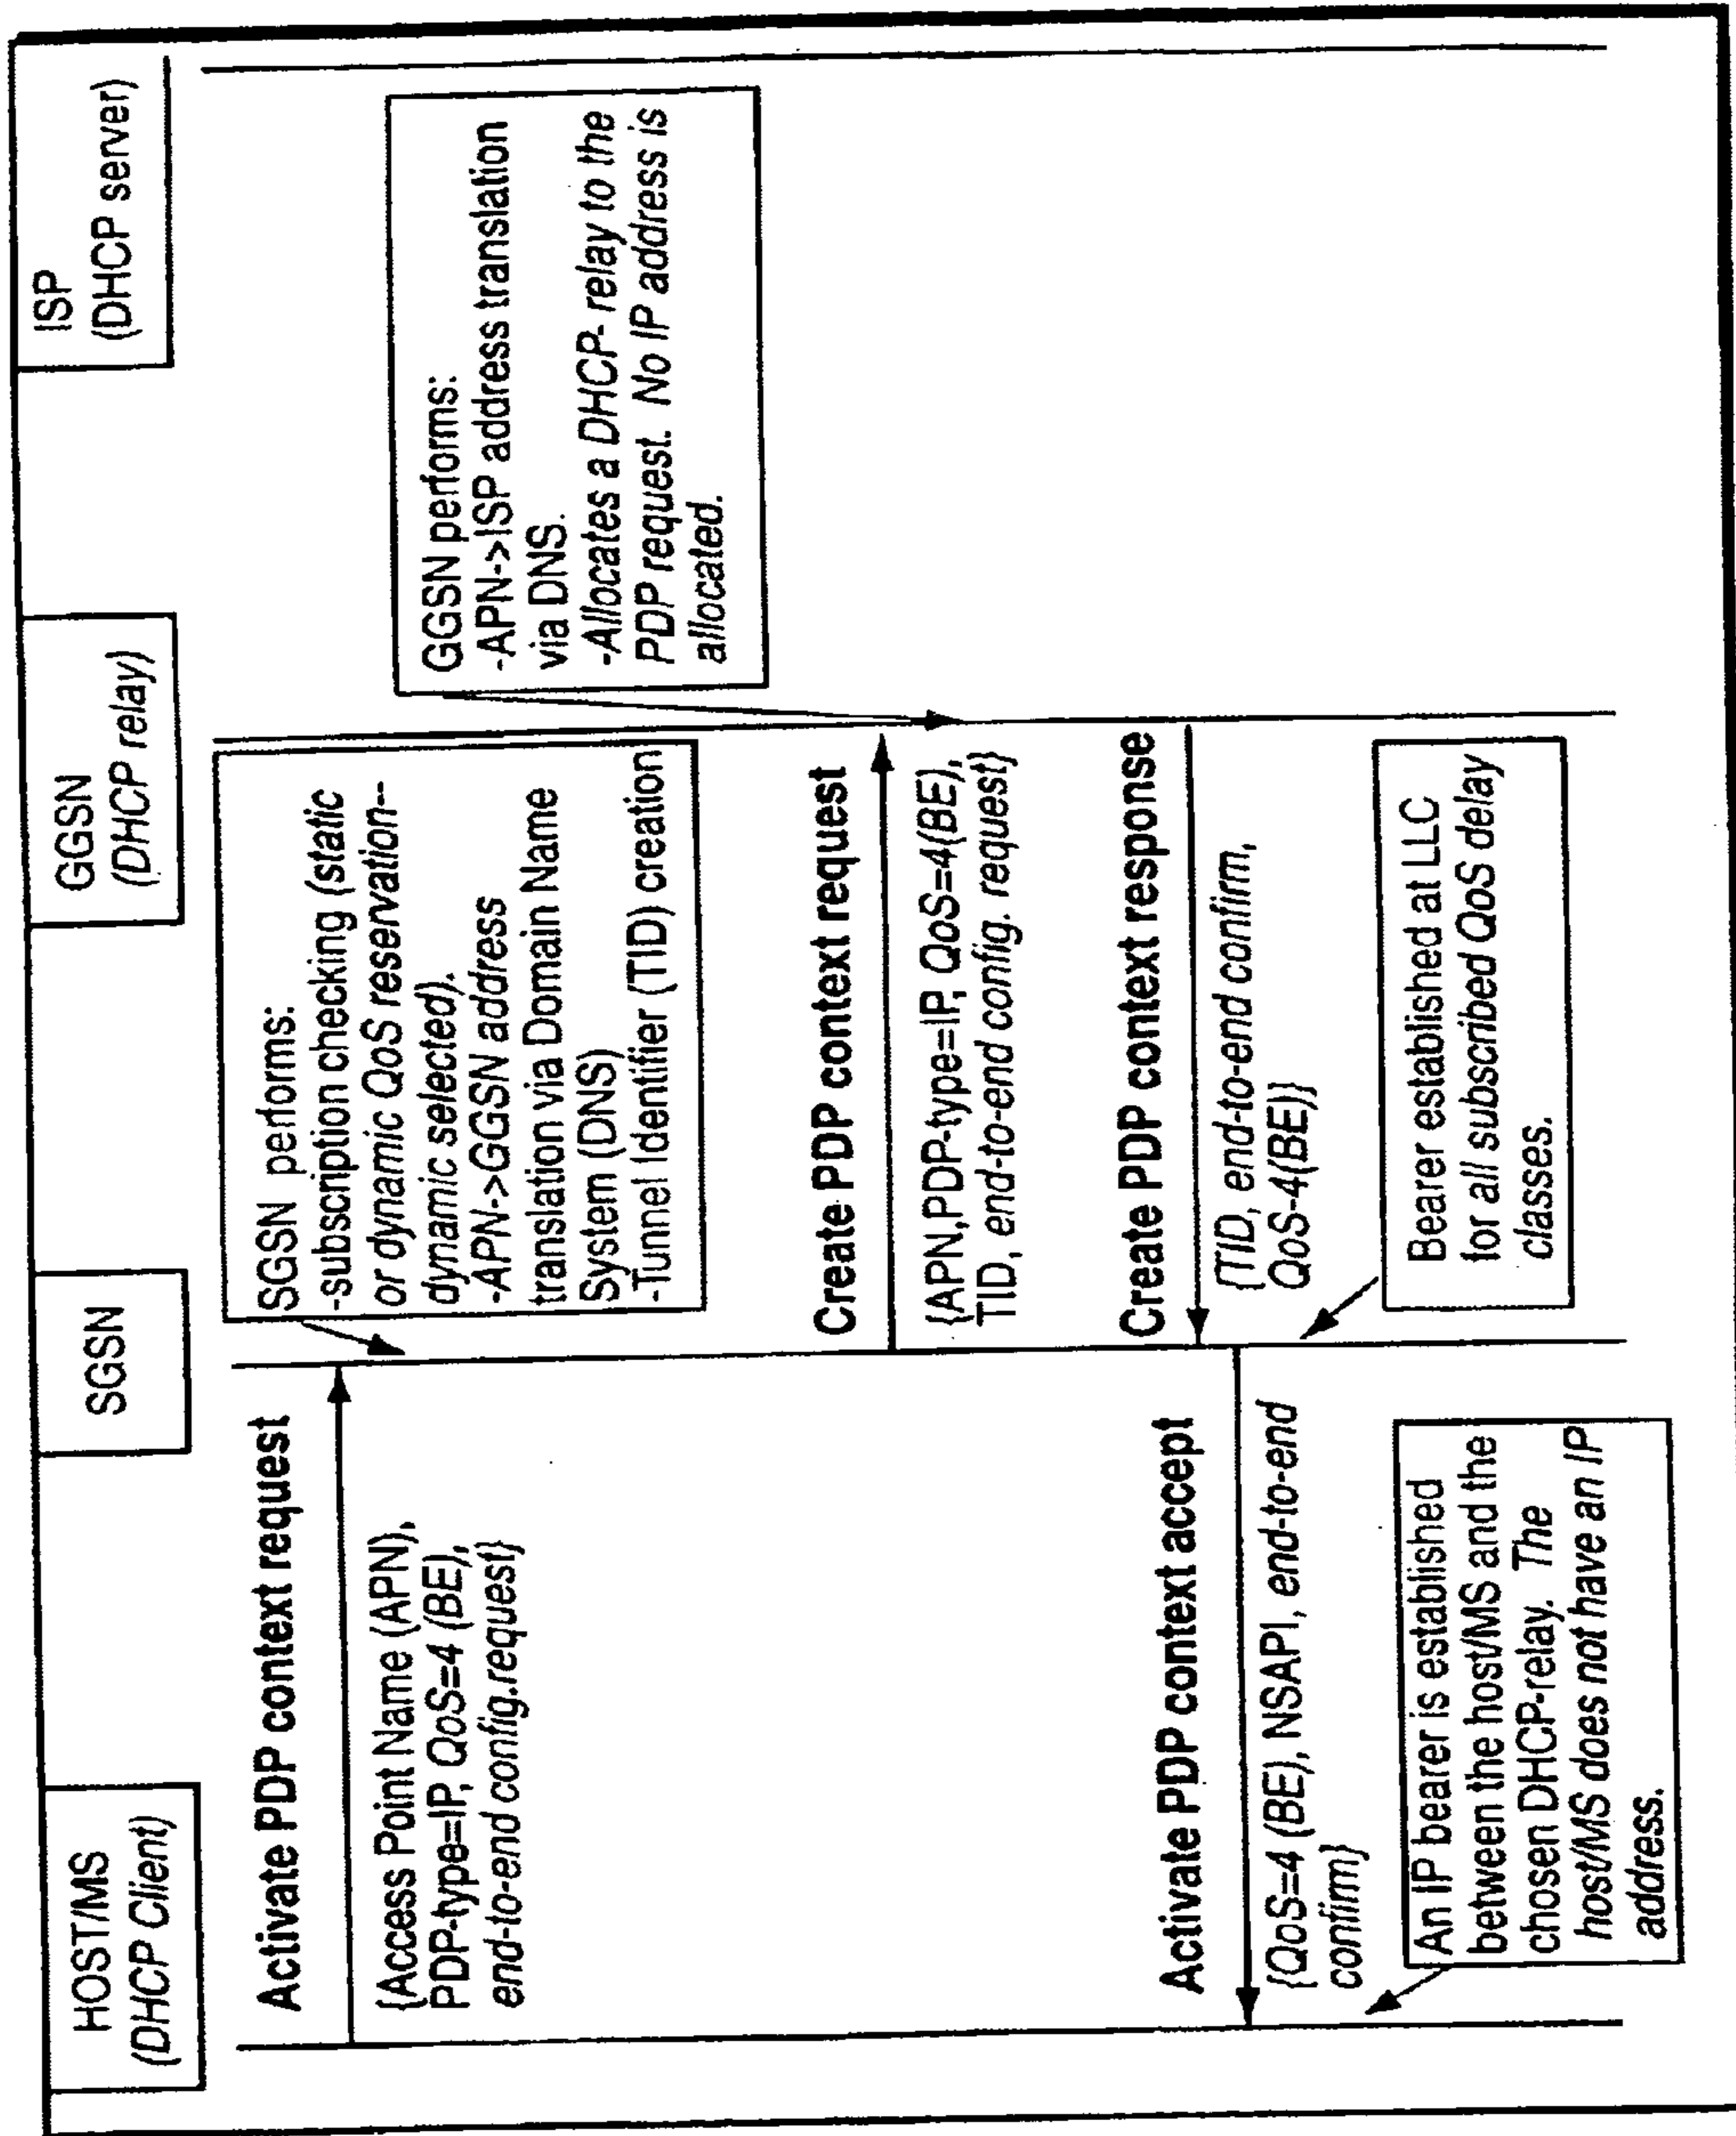 HOST/MS
(DHCP Client)
SGSN
GGSN
(DHCP relay)
ISP
(DHCP server)
Activate PDP context request
{Access Point Name (APN),
PDP-type=IP, QoS=4 (BE),
end-to-end config.request}
SGSN performs:
-subscription checking (static
or dynamic QoS reservation--
dynamic selected).
-APN->GGSN address
translation via Domain Name
System (DNS)
-Tunnel Identifier (TID) creation
Create PDP context request
{APN,PDP-type=IP, QoS=4(BE),
TID, end-to-end config. request}
GGSN performs:
-APN->ISP address translation
via DNS.
-Allocates a DHCP- relay to the
PDP request. No IP address is
allocated.
Create PDP context response
{TID, end-to-end confirm,
QoS-4(BE)}
Activate PDP context accept
{QoS=4 (BE), NSAPI, end-to-end
confirm}
Bearer established at LLC
for all subscribed QoS delay
classes.
An IP bearer is established
between the host/MS and the
chosen DHCP-relay. The
host/MS does not have an IP
address.